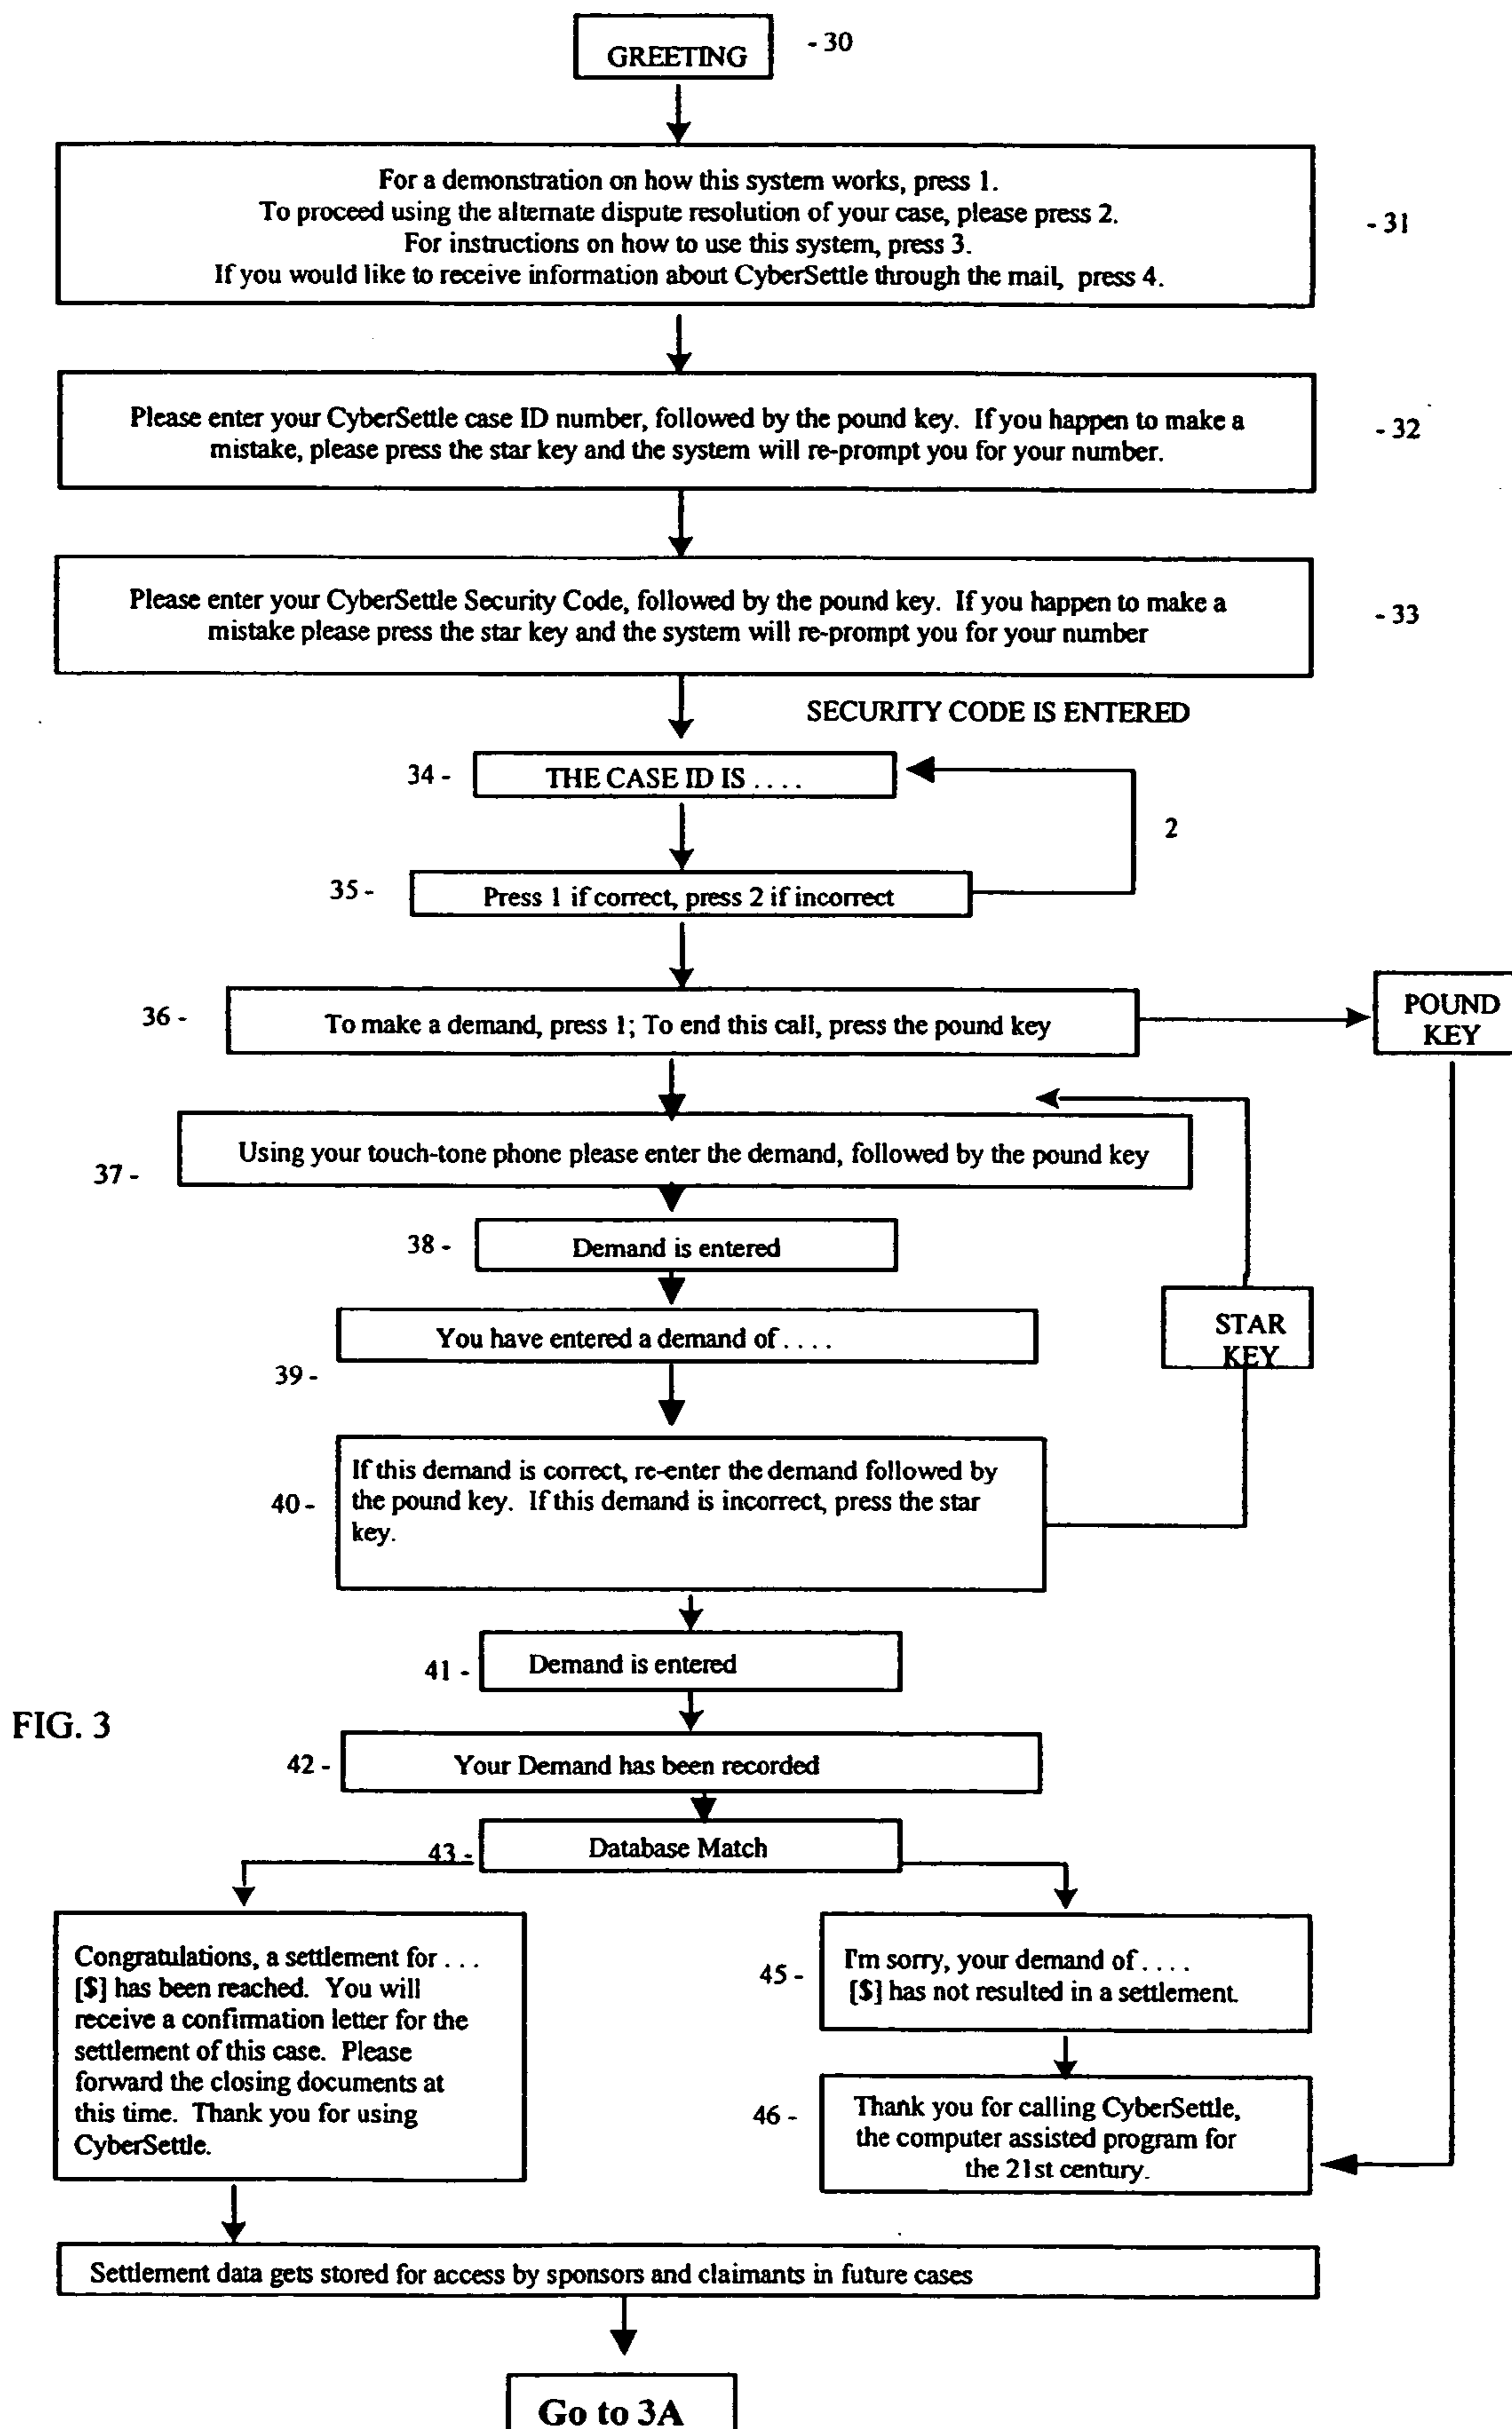 GREETING - 30
For a demonstration on how this system works, press 1.
To proceed using the alternate dispute resolution of your case, please press 2.
For instructions on how to use this system, press 3.
If you would like to receive information about CyberSettle through the mail, press 4.
- 31
Please enter your CyberSettle case ID number, followed by the pound key. If you happen to make a
mistake, please press the star key and the system will re-prompt you for your number.
- 32
Please enter your CyberSettle Security Code, followed by the pound key. If you happen to make a
mistake please press the star key and the system will re-prompt you for your number
- 33
SECURITY CODE IS ENTERED
34 - THE CASE ID IS . . . .
2
35 - Press 1 if correct, press 2 if incorrect
36 - To make a demand, press 1; To end this call, press the pound key
POUND
KEY
37 - Using your touch-tone phone please enter the demand, followed by the pound key
38 - Demand is entered
39 - You have entered a demand of . . . .
STAR
KEY
40 - If this demand is correct, re-enter the demand followed by
the pound key. If this demand is incorrect, press the star
key.
41 - Demand is entered
FIG. 3
42 - Your Demand has been recorded
43 - Database Match
Congratulations, a settlement for . . .
[$] has been reached. You will
receive a confirmation letter for the
settlement of this case. Please
forward the closing documents at
this time. Thank you for using
CyberSettle.
45 - I'm sorry, your demand of . . . .
[$] has not resulted in a settlement.
46 - Thank you for calling CyberSettle,
the computer assisted program for
the 21st century.
Settlement data gets stored for access by sponsors and claimants in future cases
Go to 3A